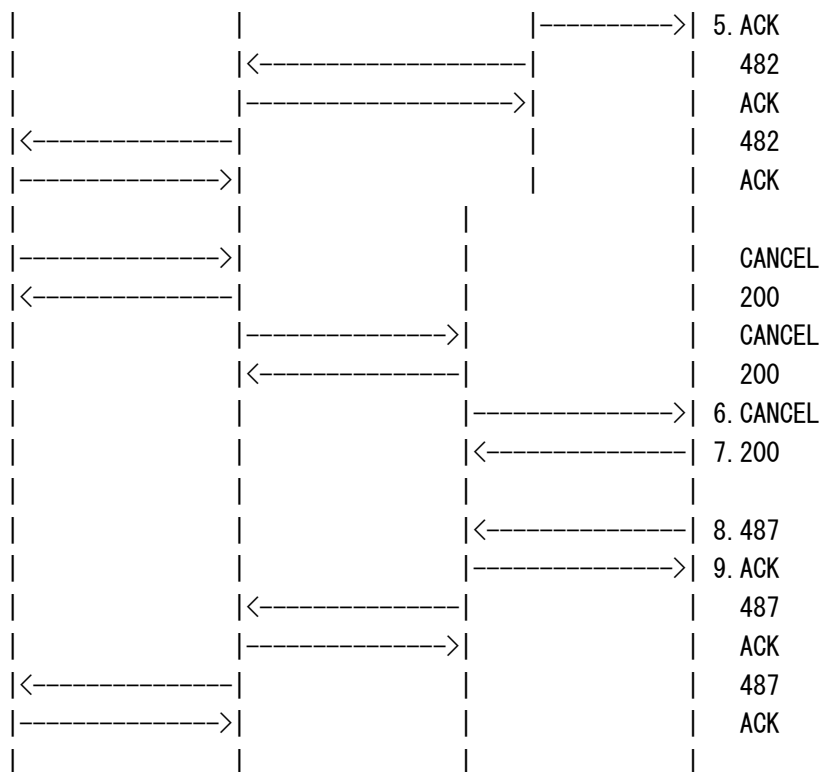 |              |                  |--------->| 5.ACK
|              |<-----------------|          |   482
|              |----------------->|          |   ACK
|<-------------|                  |          |   482
|------------->|                  |          |   ACK
|              |              |              |
|------------->|              |              |   CANCEL
|<-------------|              |              |   200
|              |------------->|              |   CANCEL
|              |<-------------|              |   200
|              |              |------------->| 6.CANCEL
|              |              |<-------------| 7.200
|              |              |              |
|              |              |<-------------| 8.487
|              |              |------------->| 9.ACK
|              |<-------------|              |   487
|              |------------->|              |   ACK
|<-------------|              |              |   487
|------------->|              |              |   ACK
|              |              |              |